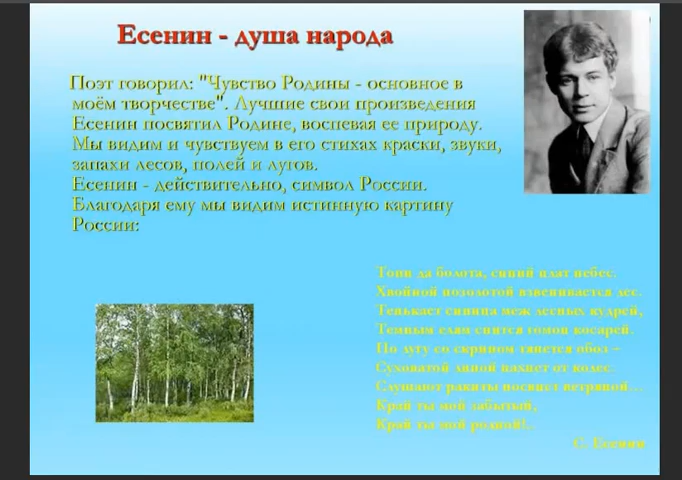 Есенин - душа народа
Поэт говорил: "Чувство Родины - основное в
моём творчестве". Лучшие свои произведения
Есенин посвятил Родине, воспевая ее природу.
Мы видим и чувствуем в его стихах краски, звуки,
запахи лесов, полей и лугов.
Есенин - действительно, символ России.
Благодаря ему мы видим истинную картину
России:
Топи да болота, синий плат небес.
Хвойной позолотой взвенивается лес.
Тенькает синица меж лесных кудрей,
Темным елям снится гомон косарей.
По лугу со скрипом тянется обоз –
Суховатой липой пахнет от колес.
Слушают ракиты посвист ветряной...
Край ты мой забытый,
Край ты мой родной!..
С. Есенин